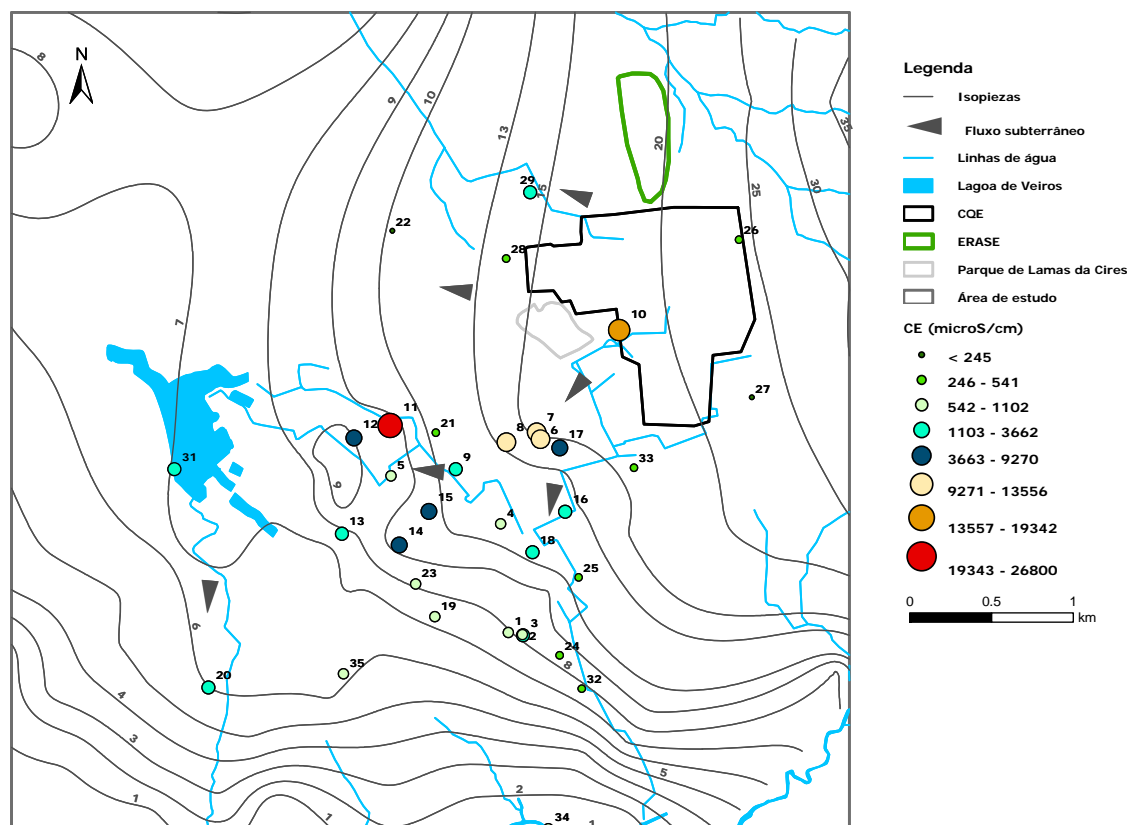 8
N
9
10
13
15
20
25
30
35
29
22
28
26
10
7
27
11
12
21
8
7
6
17
33
31
5
9
9
15
4
16
13
14
18
23
25
19
1
3
2
24
8
32
6
20
35
4
3
5
1
1
2
34
1
Legenda
Isopiezas
Fluxo subterrâneo
Linhas de água
Lagoa de Veiros
CQE
ERASE
Parque de Lamas da Cires
Área de estudo
CE (microS/cm)
< 245
246 - 541
542 - 1102
1103 - 3662
3663 - 9270
9271 - 13556
13557 - 19342
19343 - 26800
0 0.5 1
km